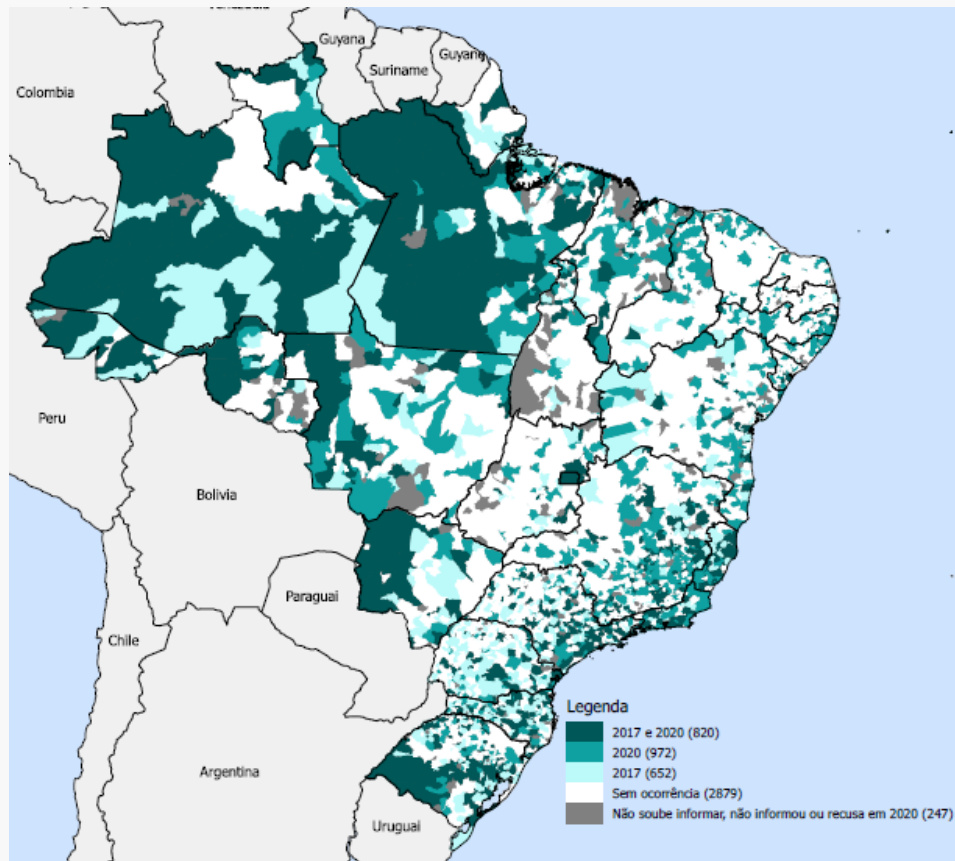 Guyana
Guyane
Suriname
Colombia
Peru
Bolivia
Paraguai
Chile
Argentina
Uruguai
Legenda
2017 e 2020 (820)
2020 (972)
2017 (652)
Sem ocorrência (2879)
Não soube informar, não informou ou recusa em 2020 (247)